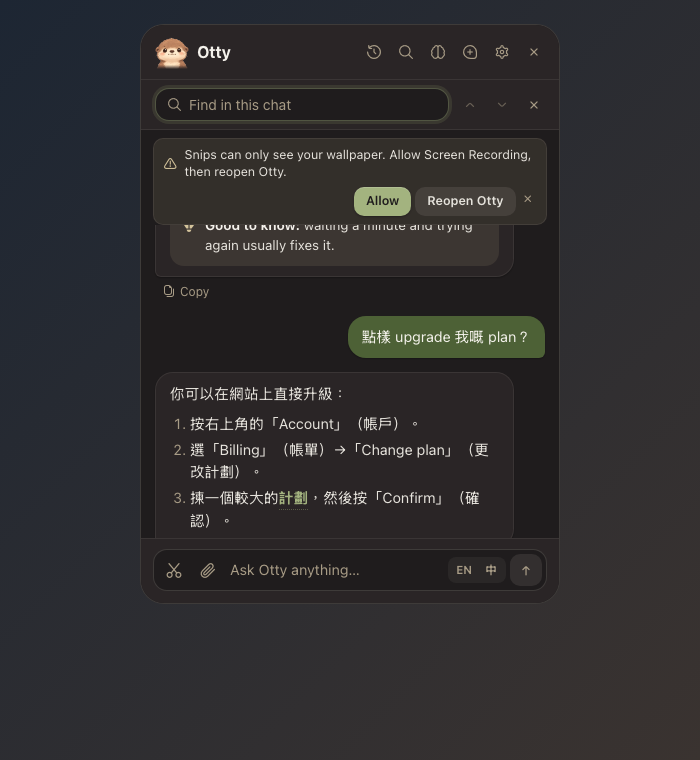 Otty
Find in this chat
Snips can only see your wallpaper. Allow Screen Recording,
then reopen Otty.
Allow
Reopen Otty
Good to know: waiting a minute and trying
again usually fixes it.
Copy
點樣 upgrade 我嘅 plan？
你可以在網站上直接升級：
1. 按右上角的「Account」（帳戶）。
2. 選「Billing」（帳單）→「Change plan」（更
改計劃）。
3. 揀一個較大的計劃，然後按「Confirm」（確
認）。
Ask Otty anything...
EN 中